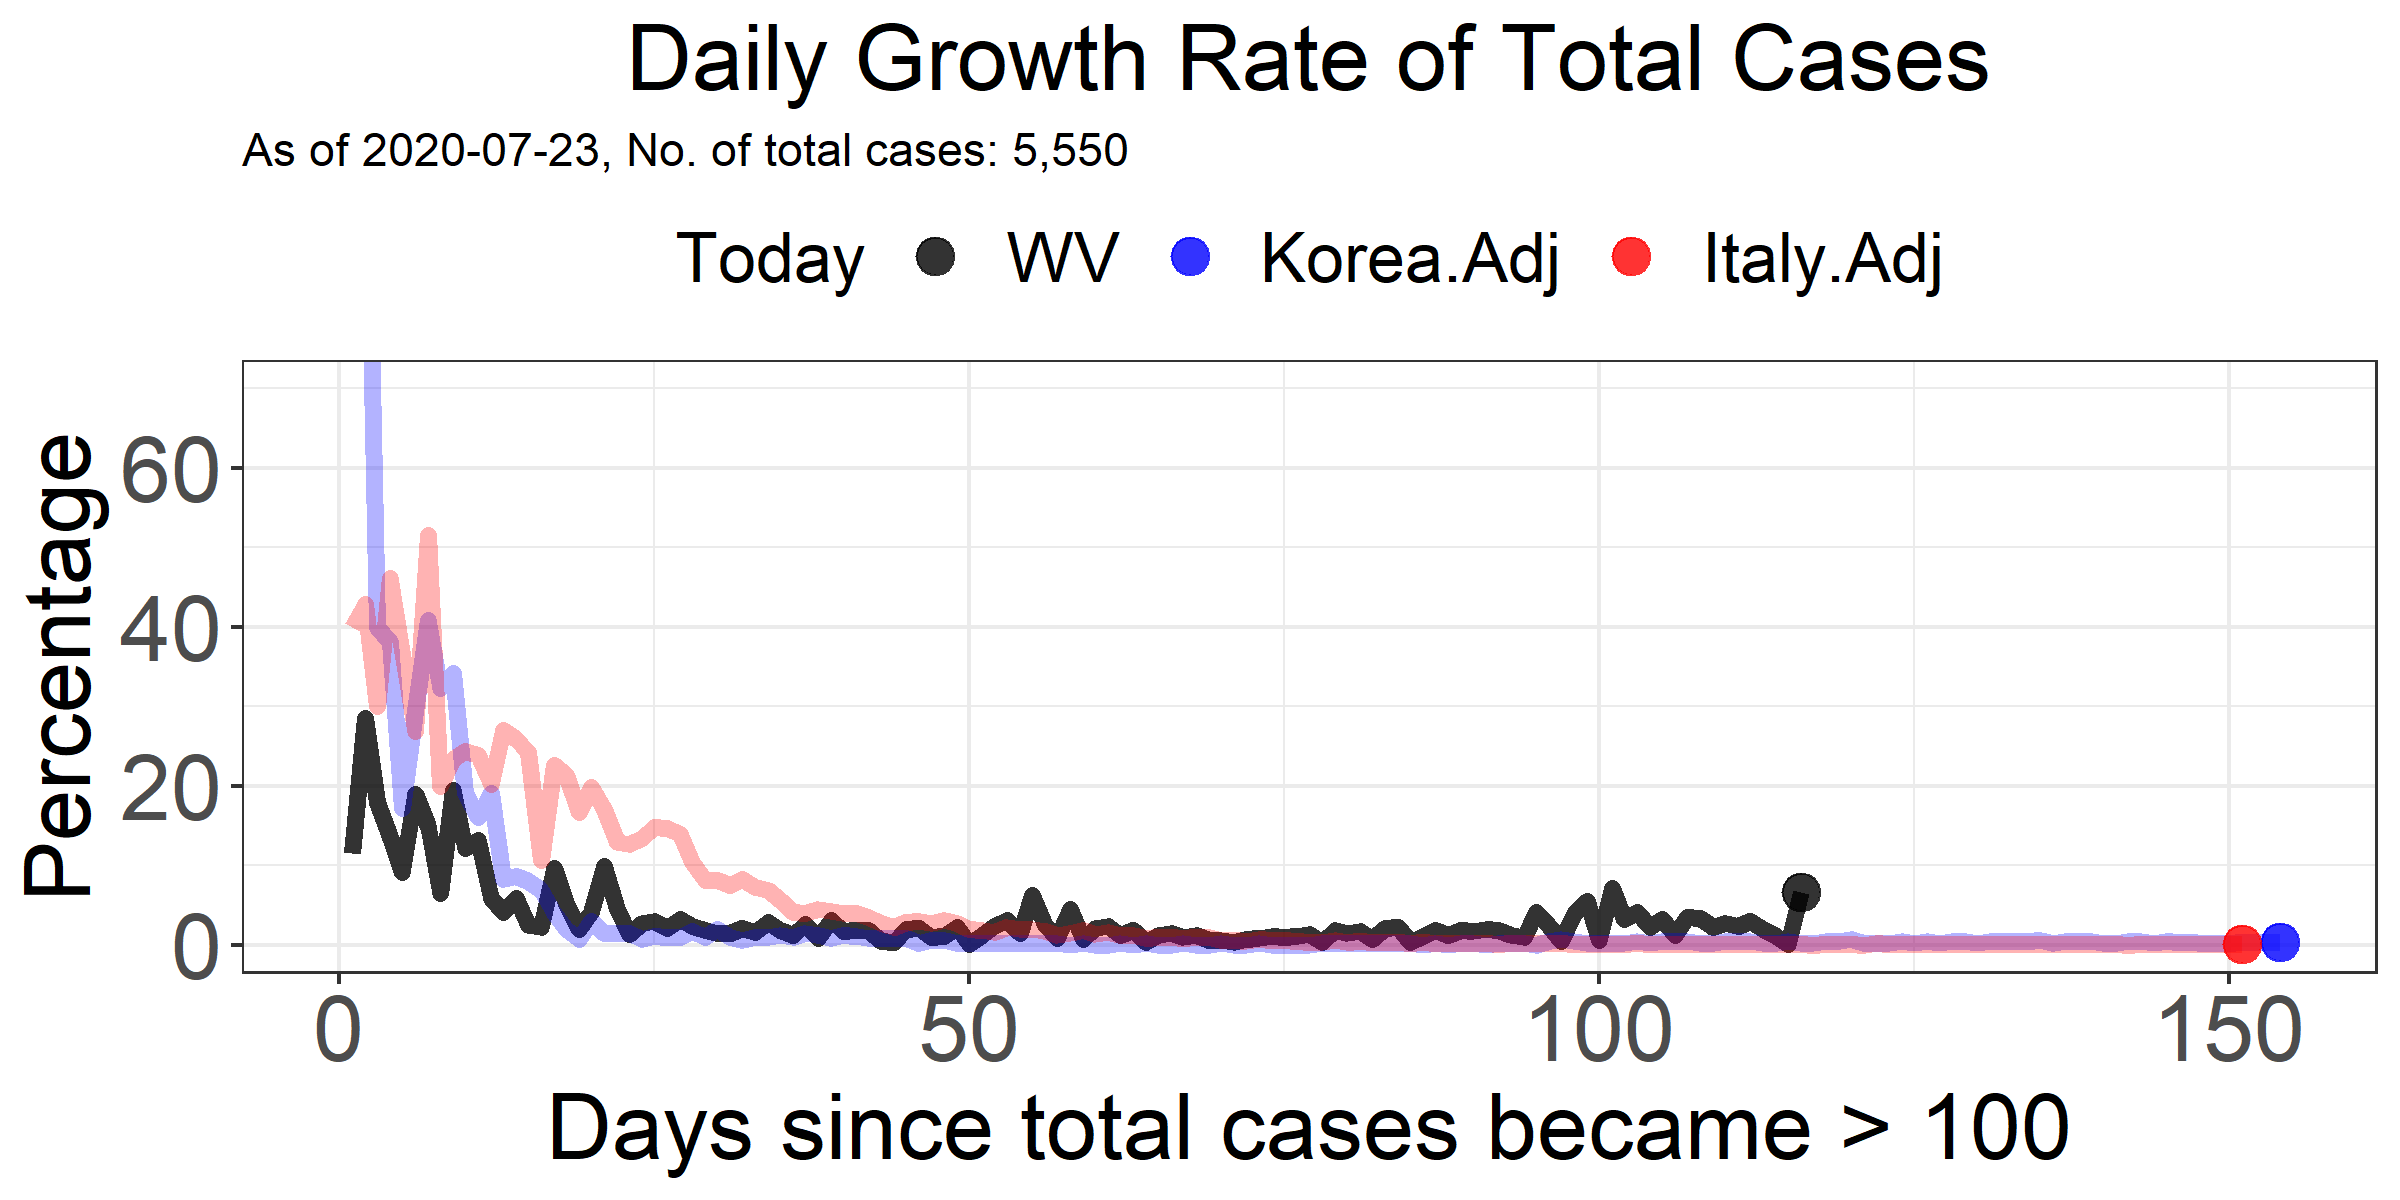 Daily Growth Rate of Total Cases
As of 2020-07-23, No. of total cases: 5,550
Today WV Korea.Adj Italy.Adj
Percentage
60
40
20
0
0 50 100 150
Days since total cases became > 100